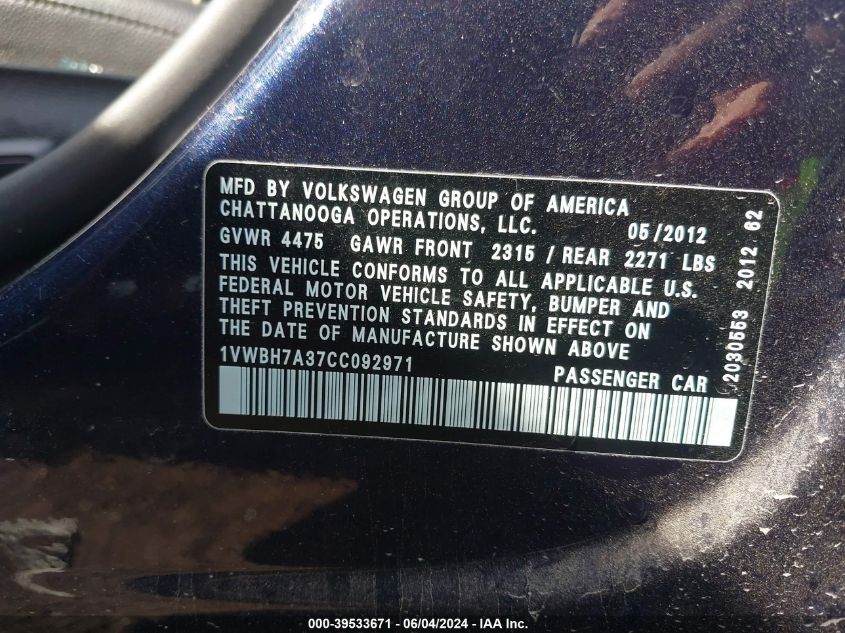 MFD BY VOLKSWAGEN GROUP OF AMERICA
CHATTANOOGA OPERATIONS, LLC. 05/2012
GVWR 4475 GAWR FRONT 2315 / REAR 2271 LBS
THIS VEHICLE CONFORMS TO ALL APPLICABLE U.S.
FEDERAL MOTOR VEHICLE SAFETY, BUMPER AND
THEFT PREVENTION STANDARDS IN EFFECT ON
THE DATE OF MANUFACTURE SHOWN ABOVE
1VWBH7A37CC092971 PASSENGER CAR
2030553 2012 62
000-39533671 - 06/04/2024 - IAA Inc.